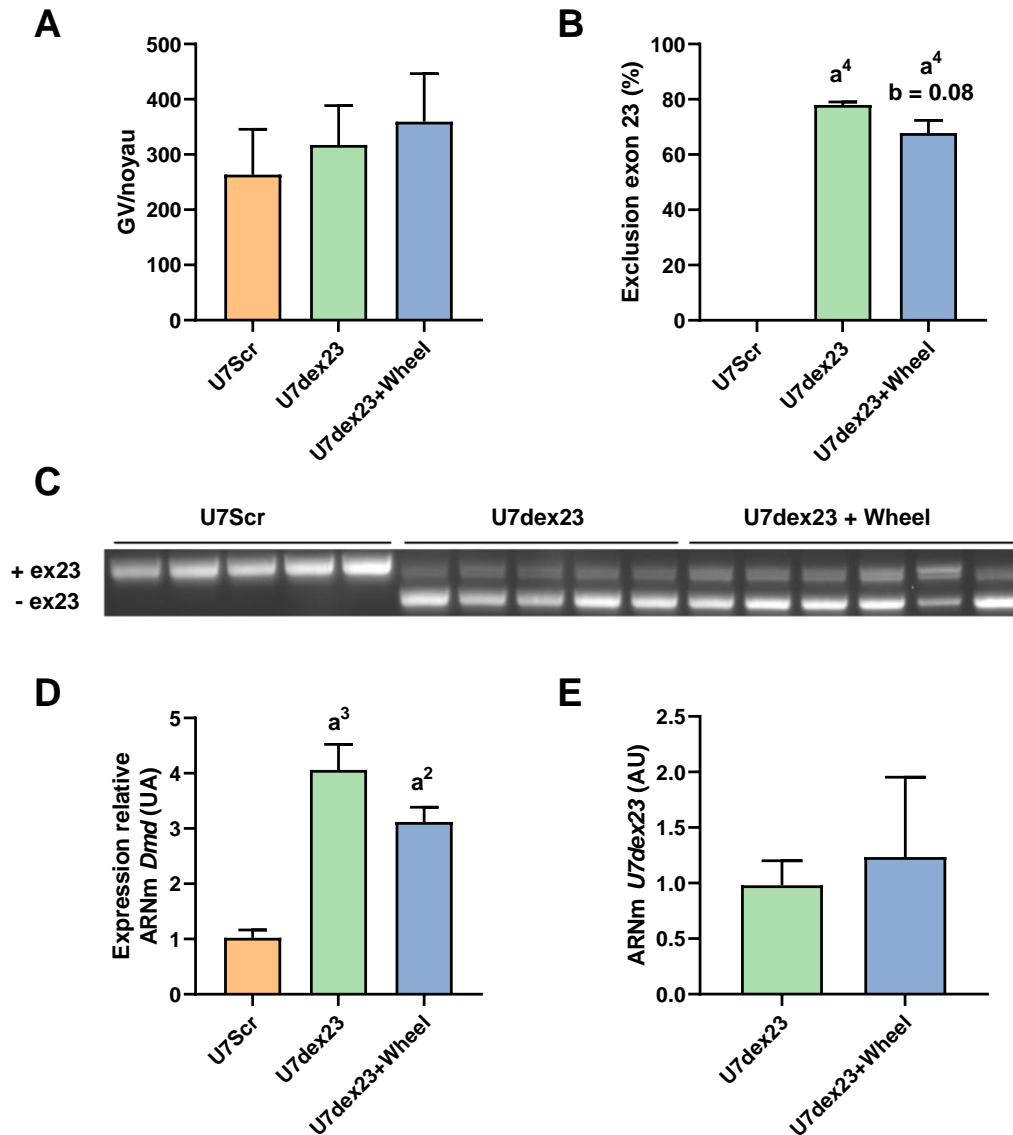 A
500
400
300
200
100
0
GV/noyau
U7Scr
U7dex23
U7dex23+Wheel
B
100
80
60
40
20
0
Exclusion exon 23 (%)
a⁴
a⁴
b = 0.08
U7Scr
U7dex23
U7dex23+Wheel
C
U7Scr
U7dex23
U7dex23 + Wheel
+ ex23
- ex23
D
5
4
3
2
1
0
Expression relative
ARNm Dmd (UA)
a³
a²
U7Scr
U7dex23
U7dex23+Wheel
E
2.5
2.0
1.5
1.0
0.5
0.0
ARNm U7dex23 (AU)
U7dex23
U7dex23+Wheel